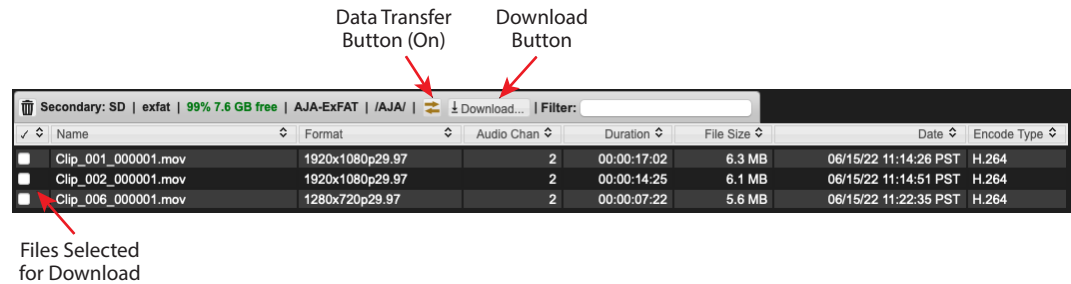 Data Transfer
Button (On)
Download
Button
Secondary: SD | exfat | 99% 7.6 GB free | AJA-ExFAT | /AJA/ | Download... | Filter:
✓ Name Format Audio Chan Duration File Size Date Encode Type
Clip_001_000001.mov 1920x1080p29.97 2 00:00:17:02 6.3 MB 06/15/22 11:14:26 PST H.264
Clip_002_000001.mov 1920x1080p29.97 2 00:00:14:25 6.1 MB 06/15/22 11:14:51 PST H.264
Clip_006_000001.mov 1280x720p29.97 2 00:00:07:22 5.6 MB 06/15/22 11:22:35 PST H.264
Files Selected
for Download